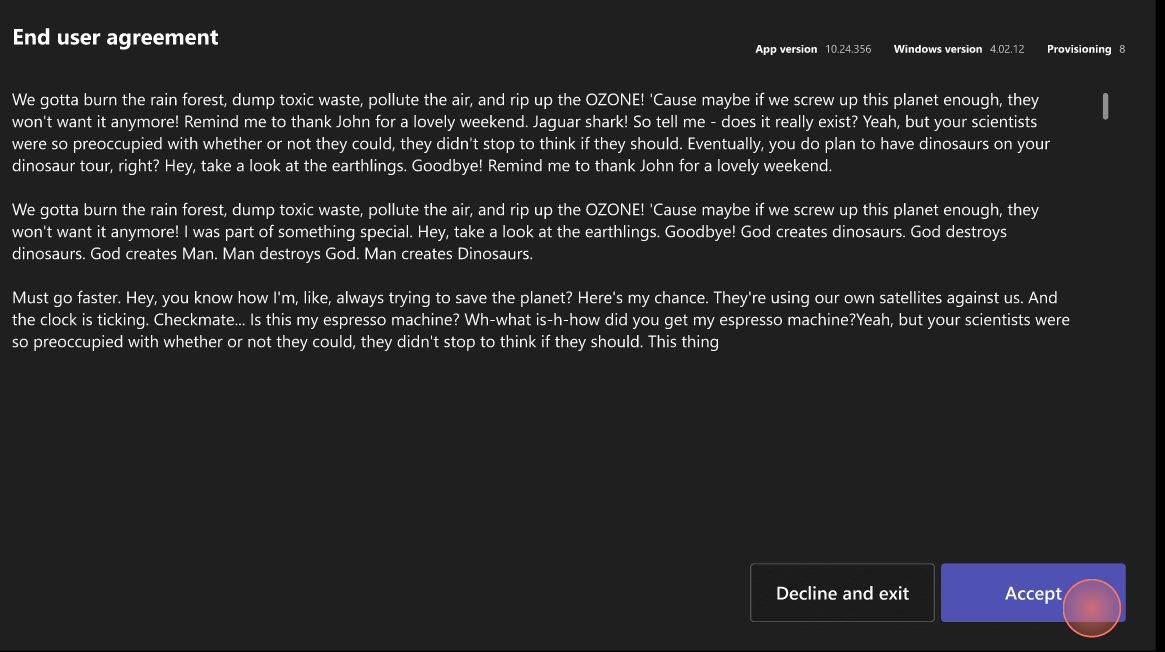 End user agreement
App version 10.24.356 Windows version 4.02.12 Provisioning 8
We gotta burn the rain forest, dump toxic waste, pollute the air, and rip up the OZONE! 'Cause maybe if we screw up this planet enough, they
won't want it anymore! Remind me to thank John for a lovely weekend. Jaguar shark! So tell me - does it really exist? Yeah, but your scientists
were so preoccupied with whether or not they could, they didn't stop to think if they should. Eventually, you do plan to have dinosaurs on your
dinosaur tour, right? Hey, take a look at the earthlings. Goodbye! Remind me to thank John for a lovely weekend.
We gotta burn the rain forest, dump toxic waste, pollute the air, and rip up the OZONE! 'Cause maybe if we screw up this planet enough, they
won't want it anymore! I was part of something special. Hey, take a look at the earthlings. Goodbye! God creates dinosaurs. God destroys
dinosaurs. God creates Man. Man destroys God. Man creates Dinosaurs.
Must go faster. Hey, you know how I'm, like, always trying to save the planet? Here's my chance. They're using our own satellites against us. And
the clock is ticking. Checkmate... Is this my espresso machine? Wh-what is-h-how did you get my espresso machine?Yeah, but your scientists were
so preoccupied with whether or not they could, they didn't stop to think if they should. This thing
Decline and exit
Accept